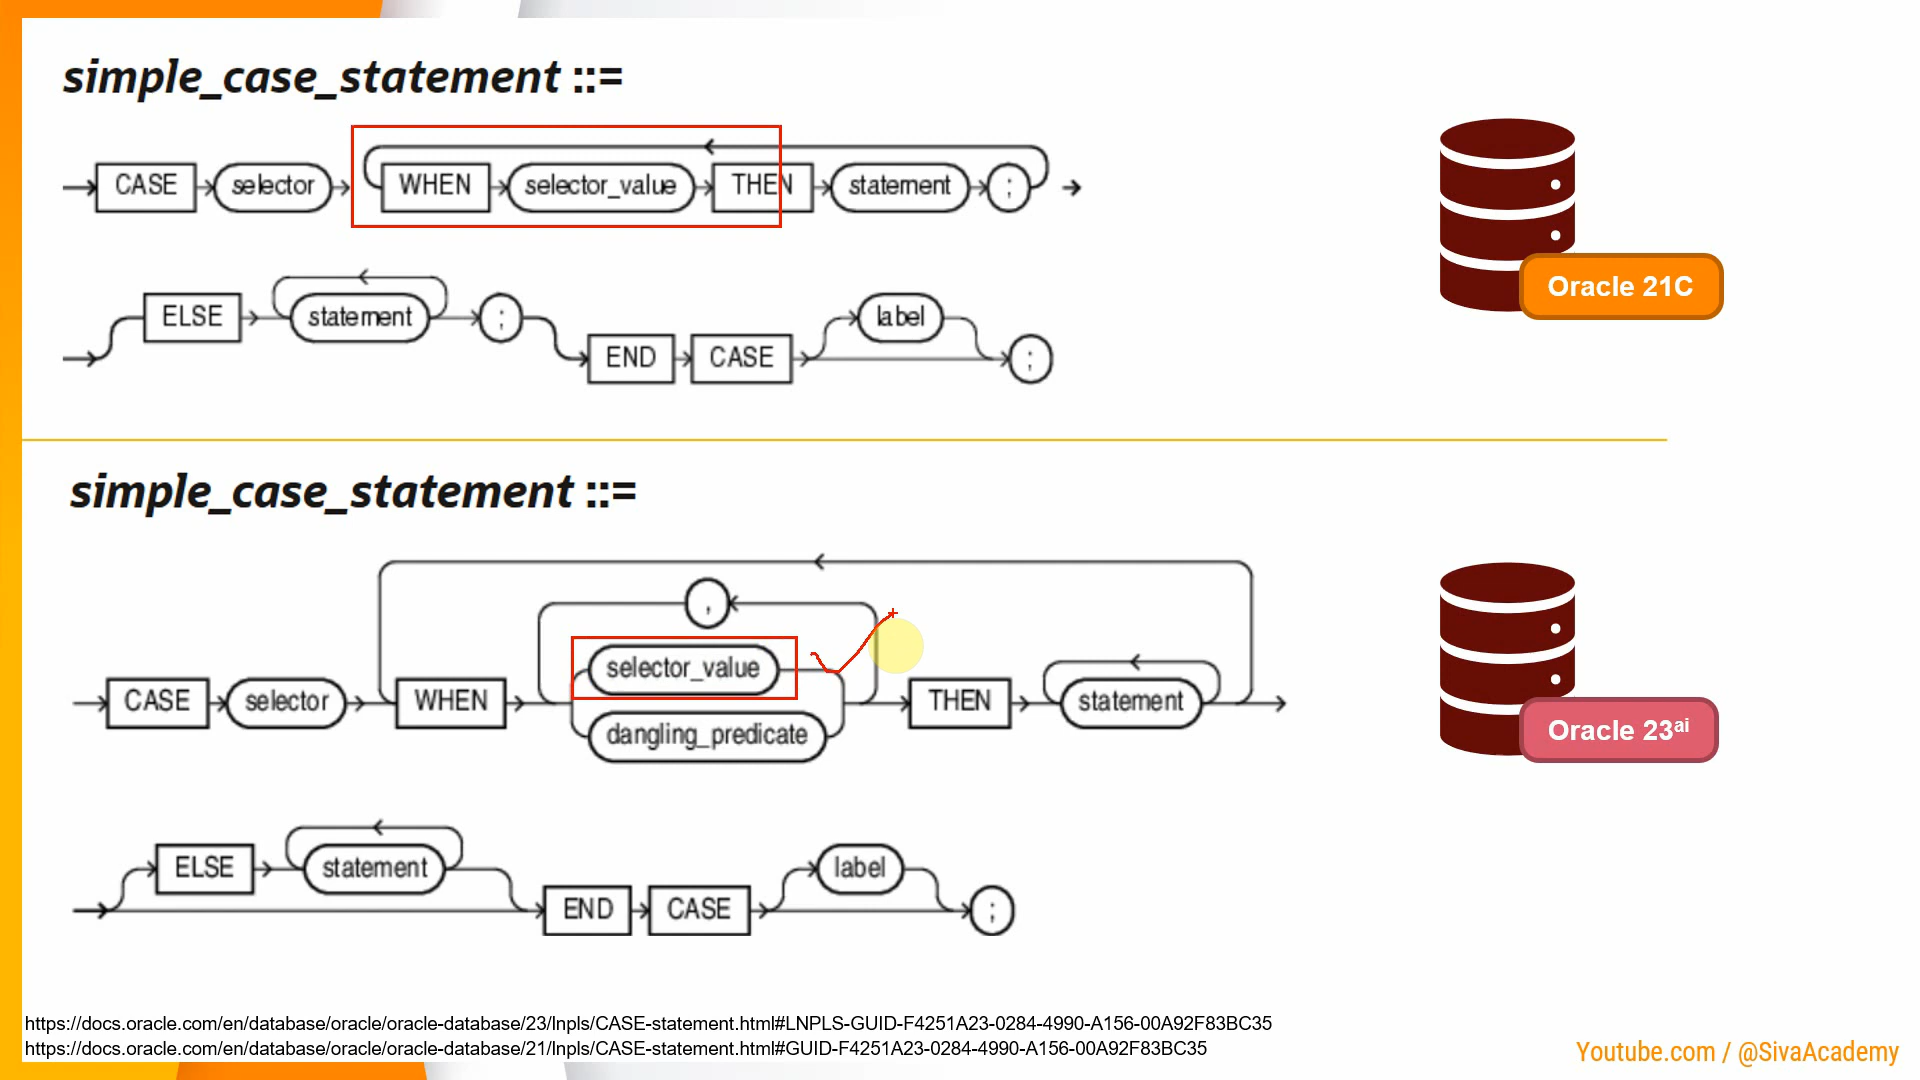 simple_case_statement ::=
CASE selector WHEN selector_value THEN statement ;
Oracle 21C
ELSE statement ; label
END CASE ;
simple_case_statement ::=
,
selector_value
CASE selector WHEN THEN statement
dangling_predicate
Oracle 23ai
ELSE statement label
END CASE ;
https://docs.oracle.com/en/database/oracle/oracle-database/23/lnpls/CASE-statement.html#LNPLS-GUID-F4251A23-0284-4990-A156-00A92F83BC35
https://docs.oracle.com/en/database/oracle/oracle-database/21/lnpls/CASE-statement.html#GUID-F4251A23-0284-4990-A156-00A92F83BC35
Youtube.com / @SivaAcademy